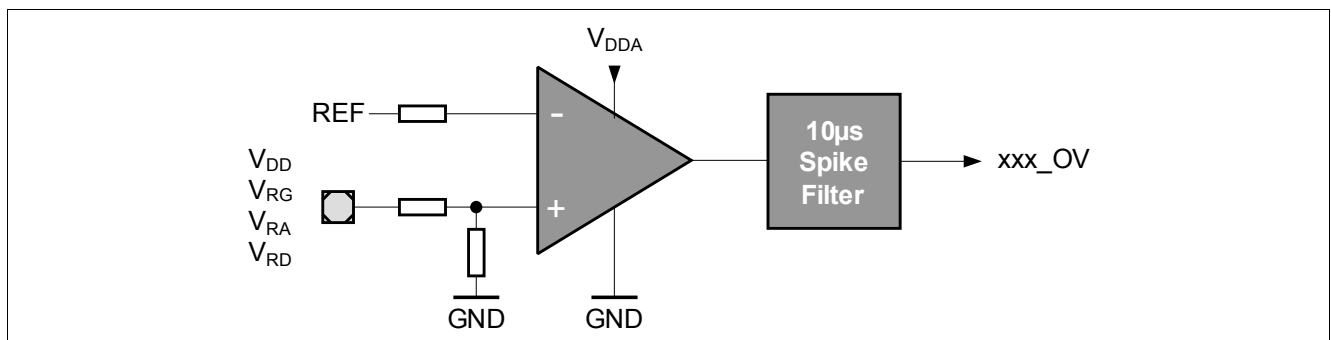 V_DDA
REF
-
V_DD
V_RG
V_RA
V_RD
+
10µs
Spike
Filter
xxx_OV
GND
GND